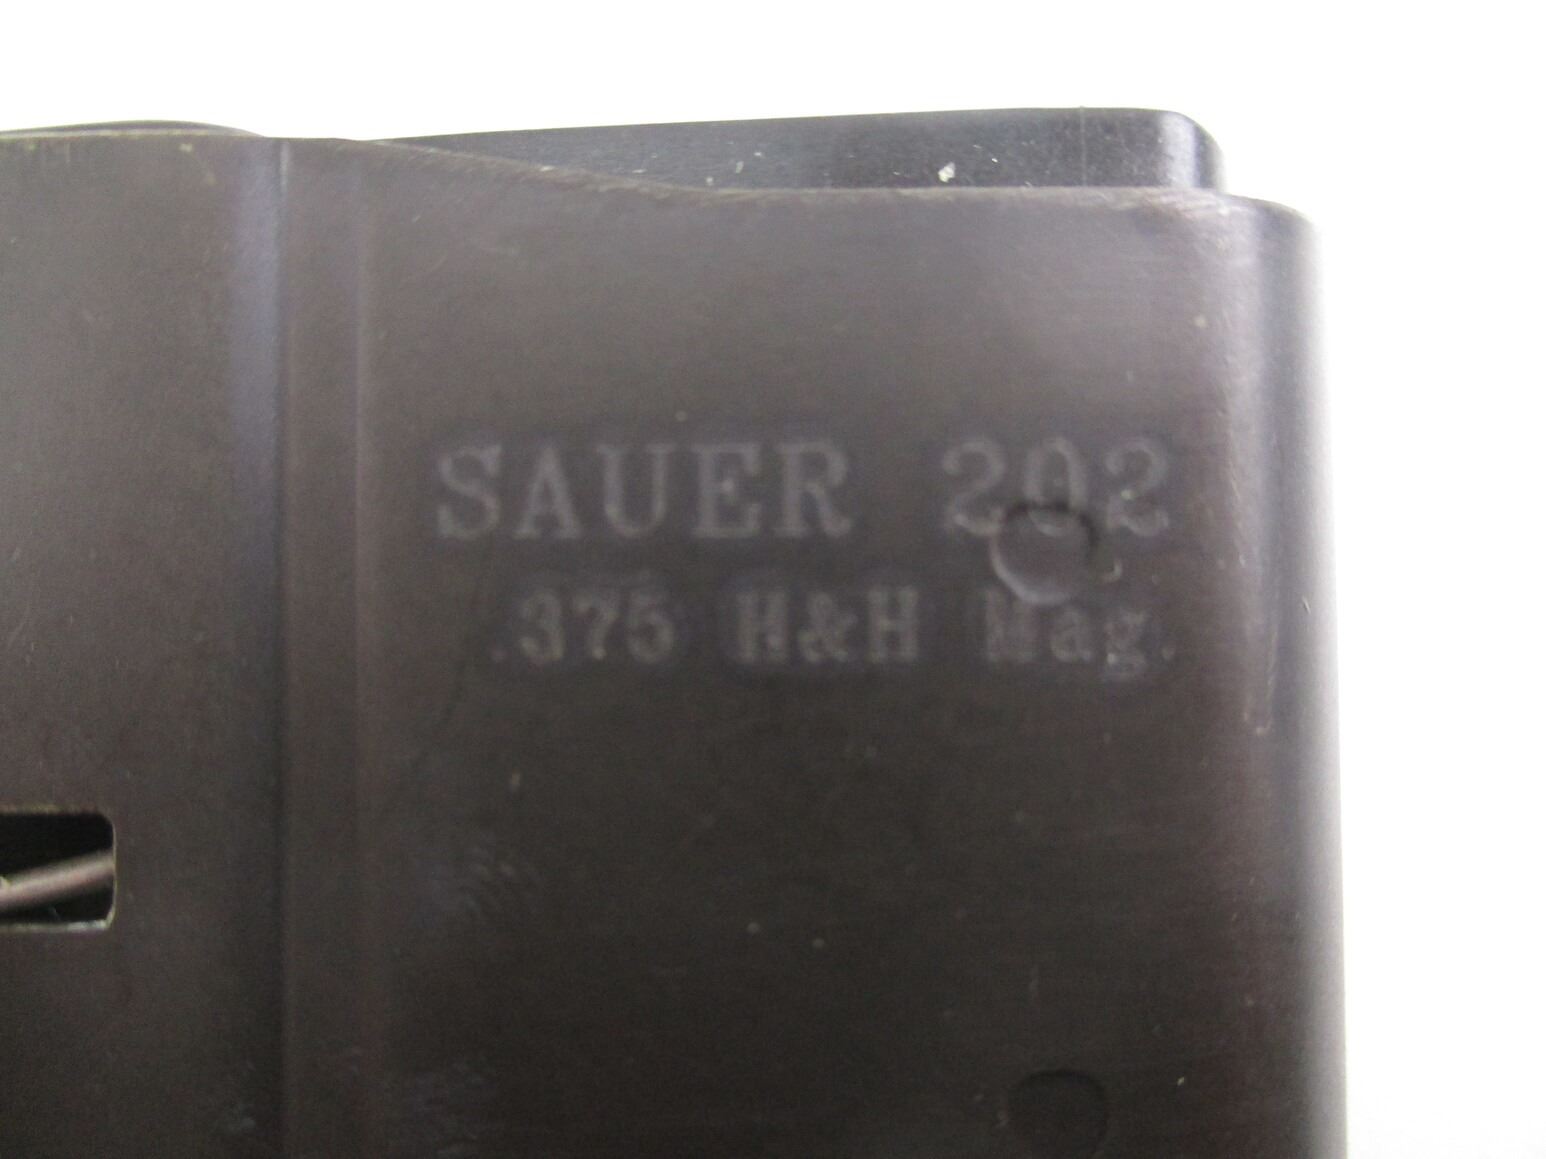 SAUER 202
.375 H&H Mag.